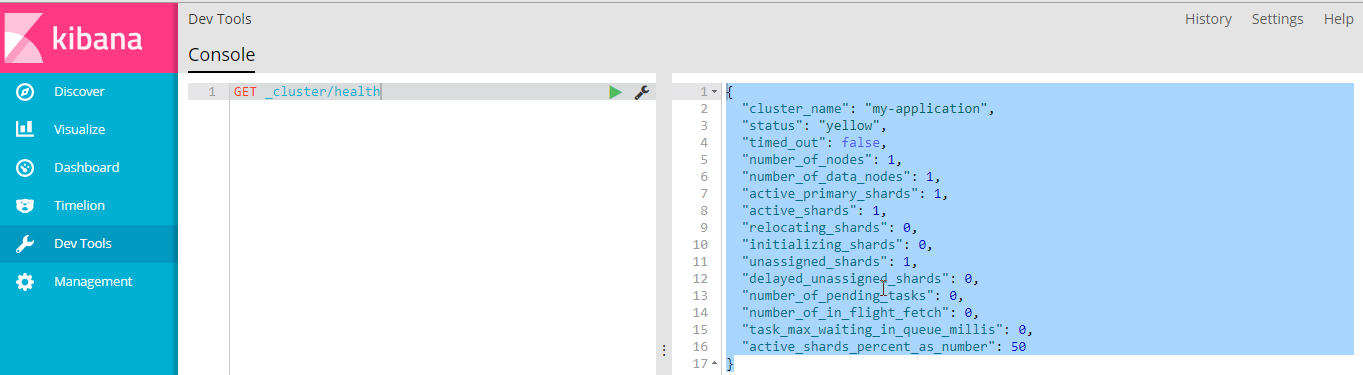 kibana
Dev Tools
History Settings Help
Console
Discover
Visualize
Dashboard
Timelion
Dev Tools
Management
1 GET _cluster/health
1 {
2 "cluster_name": "my-application",
3 "status": "yellow",
4 "timed_out": false,
5 "number_of_nodes": 1,
6 "number_of_data_nodes": 1,
7 "active_primary_shards": 1,
8 "active_shards": 1,
9 "relocating_shards": 0,
10 "initializing_shards": 0,
11 "unassigned_shards": 1,
12 "delayed_unassigned_shards": 0,
13 "number_of_pending_tasks": 0,
14 "number_of_in_flight_fetch": 0,
15 "task_max_waiting_in_queue_millis": 0,
16 "active_shards_percent_as_number": 50
17 }